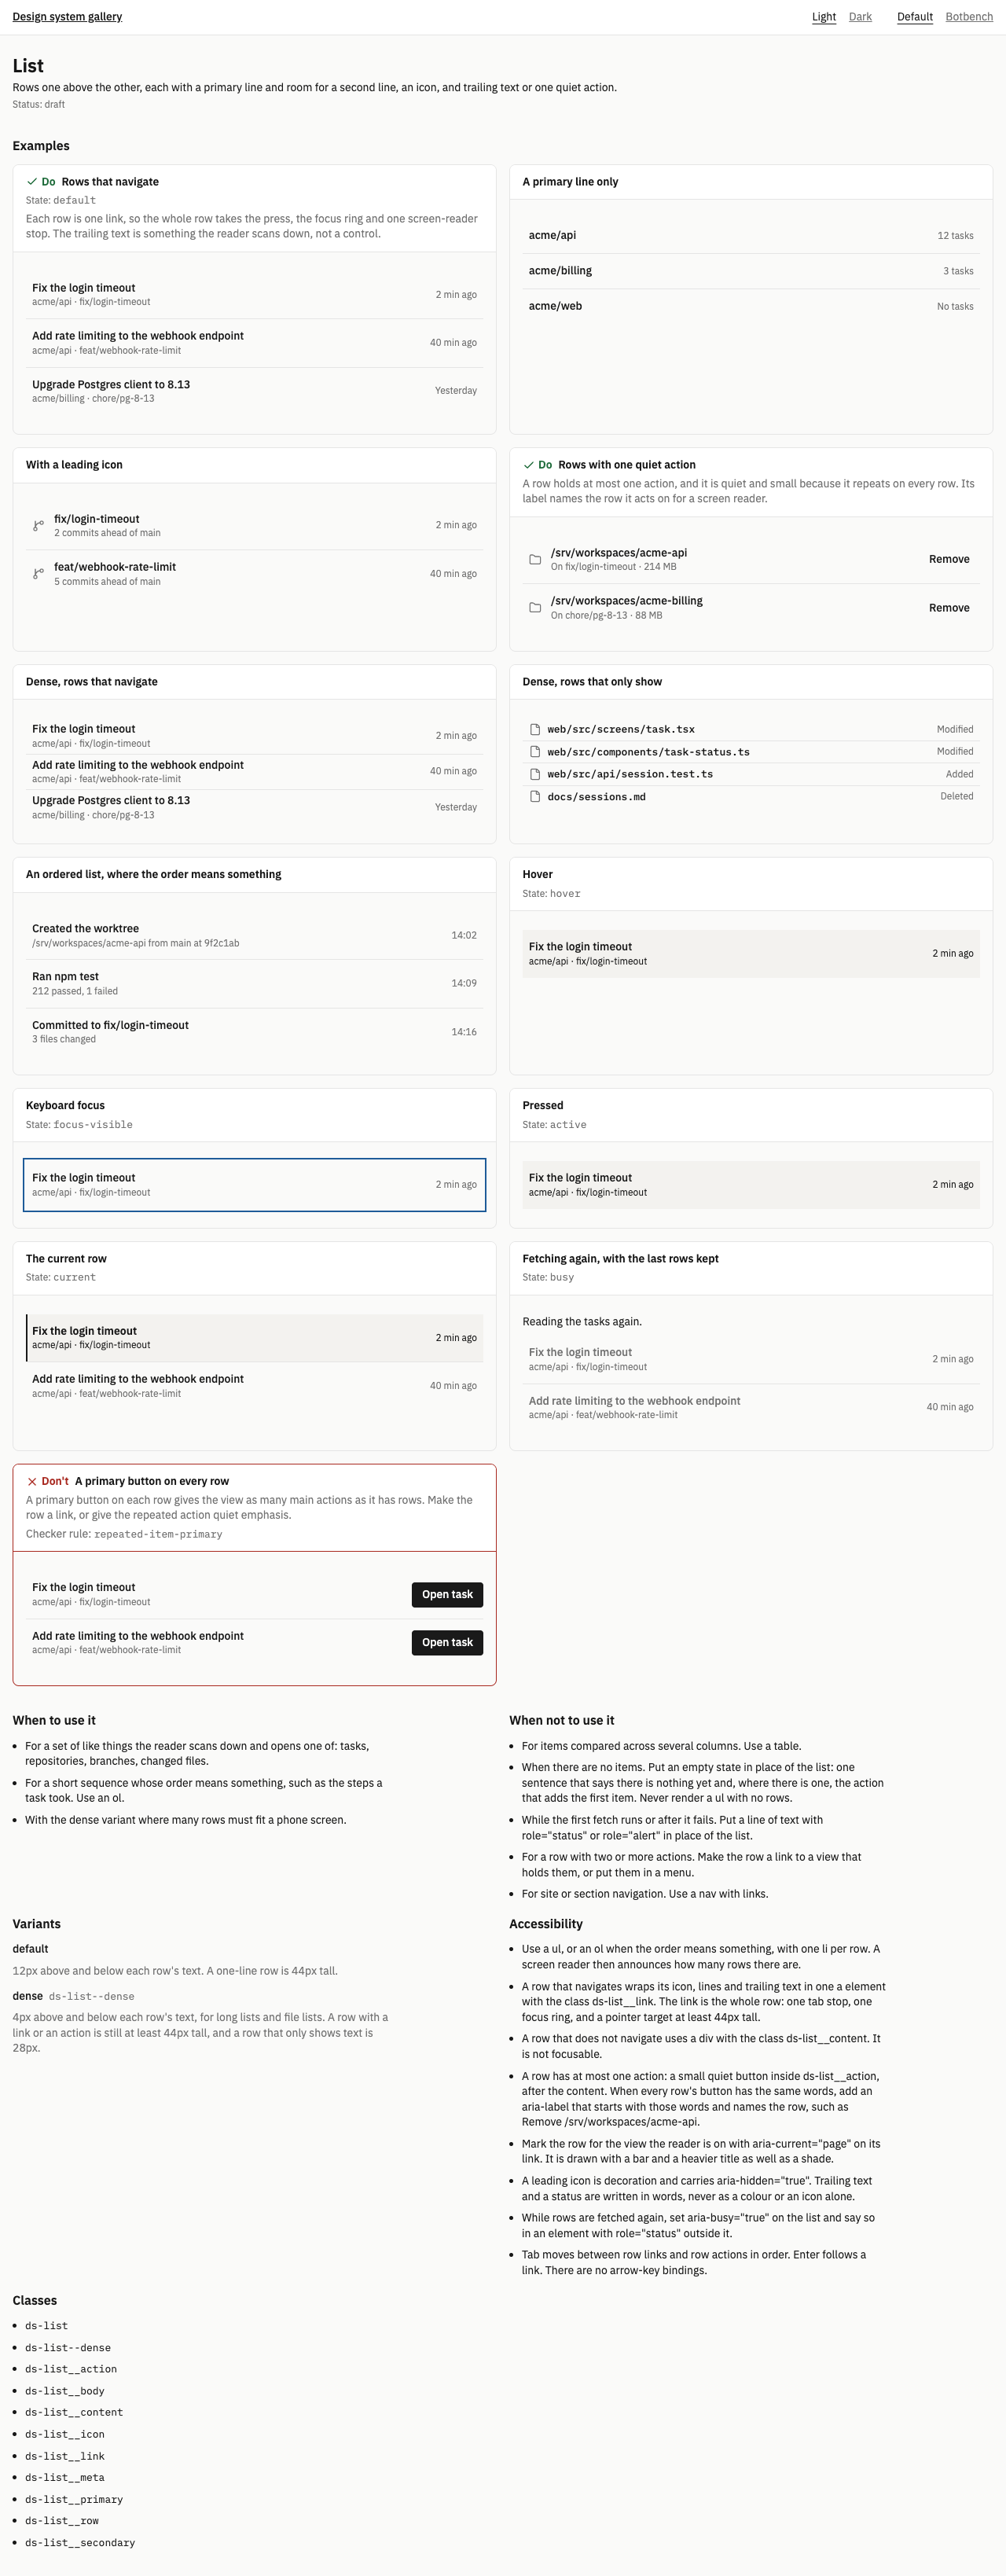 Design system gallery
Light Dark Default Botbench
List
Rows one above the other, each with a primary line and room for a second line, an icon, and trailing text or one quiet action.
Status: draft
Examples
Do Rows that navigate
State: default
Each row is one link, so the whole row takes the press, the focus ring and one screen-reader
stop. The trailing text is something the reader scans down, not a control.
Fix the login timeout
acme/api · fix/login-timeout
2 min ago
Add rate limiting to the webhook endpoint
acme/api · feat/webhook-rate-limit
40 min ago
Upgrade Postgres client to 8.13
acme/billing · chore/pg-8-13
Yesterday
A primary line only
acme/api 12 tasks
acme/billing 3 tasks
acme/web No tasks
With a leading icon
fix/login-timeout
2 commits ahead of main
2 min ago
feat/webhook-rate-limit
5 commits ahead of main
40 min ago
Do Rows with one quiet action
A row holds at most one action, and it is quiet and small because it repeats on every row. Its
label names the row it acts on for a screen reader.
/srv/workspaces/acme-api
On fix/login-timeout · 214 MB
Remove
/srv/workspaces/acme-billing
On chore/pg-8-13 · 88 MB
Remove
Dense, rows that navigate
Fix the login timeout
acme/api · fix/login-timeout
2 min ago
Add rate limiting to the webhook endpoint
acme/api · feat/webhook-rate-limit
40 min ago
Upgrade Postgres client to 8.13
acme/billing · chore/pg-8-13
Yesterday
Dense, rows that only show
web/src/screens/task.tsx Modified
web/src/components/task-status.ts Modified
web/src/api/session.test.ts Added
docs/sessions.md Deleted
An ordered list, where the order means something
Created the worktree
/srv/workspaces/acme-api from main at 9f2c1ab
14:02
Ran npm test
212 passed, 1 failed
14:09
Committed to fix/login-timeout
3 files changed
14:16
Hover
State: hover
Fix the login timeout
acme/api · fix/login-timeout
2 min ago
Keyboard focus
State: focus-visible
Fix the login timeout
acme/api · fix/login-timeout
2 min ago
Pressed
State: active
Fix the login timeout
acme/api · fix/login-timeout
2 min ago
The current row
State: current
Fix the login timeout
acme/api · fix/login-timeout
2 min ago
Add rate limiting to the webhook endpoint
acme/api · feat/webhook-rate-limit
40 min ago
Fetching again, with the last rows kept
State: busy
Reading the tasks again.
Fix the login timeout
acme/api · fix/login-timeout
2 min ago
Add rate limiting to the webhook endpoint
acme/api · feat/webhook-rate-limit
40 min ago
Don't A primary button on every row
A primary button on each row gives the view as many main actions as it has rows. Make the
row a link, or give the repeated action quiet emphasis.
Checker rule: repeated-item-primary
Fix the login timeout
acme/api · fix/login-timeout
Open task
Add rate limiting to the webhook endpoint
acme/api · feat/webhook-rate-limit
Open task
When to use it
For a set of like things the reader scans down and opens one of: tasks,
repositories, branches, changed files.
For a short sequence whose order means something, such as the steps a
task took. Use an ol.
With the dense variant where many rows must fit a phone screen.
When not to use it
For items compared across several columns. Use a table.
When there are no items. Put an empty state in place of the list: one
sentence that says there is nothing yet and, where there is one, the action
that adds the first item. Never render a ul with no rows.
While the first fetch runs or after it fails. Put a line of text with
role="status" or role="alert" in place of the list.
For a row with two or more actions. Make the row a link to a view that
holds them, or put them in a menu.
For site or section navigation. Use a nav with links.
Variants
default
12px above and below each row's text. A one-line row is 44px tall.
dense ds-list--dense
4px above and below each row's text, for long lists and file lists. A row with a
link or an action is still at least 44px tall, and a row that only shows text is
28px.
Accessibility
Use a ul, or an ol when the order means something, with one li per row. A
screen reader then announces how many rows there are.
A row that navigates wraps its icon, lines and trailing text in one a element
with the class ds-list__link. The link is the whole row: one tab stop, one
focus ring, and a pointer target at least 44px tall.
A row that does not navigate uses a div with the class ds-list__content. It
is not focusable.
A row has at most one action: a small quiet button inside ds-list__action,
after the content. When every row's button has the same words, add an
aria-label that starts with those words and names the row, such as
Remove /srv/workspaces/acme-api.
Mark the row for the view the reader is on with aria-current="page" on its
link. It is drawn with a bar and a heavier title as well as a shade.
A leading icon is decoration and carries aria-hidden="true". Trailing text
and a status are written in words, never as a colour or an icon alone.
While rows are fetched again, set aria-busy="true" on the list and say so
in an element with role="status" outside it.
Tab moves between row links and row actions in order. Enter follows a
link. There are no arrow-key bindings.
Classes
ds-list
ds-list--dense
ds-list__action
ds-list__body
ds-list__content
ds-list__icon
ds-list__link
ds-list__meta
ds-list__primary
ds-list__row
ds-list__secondary